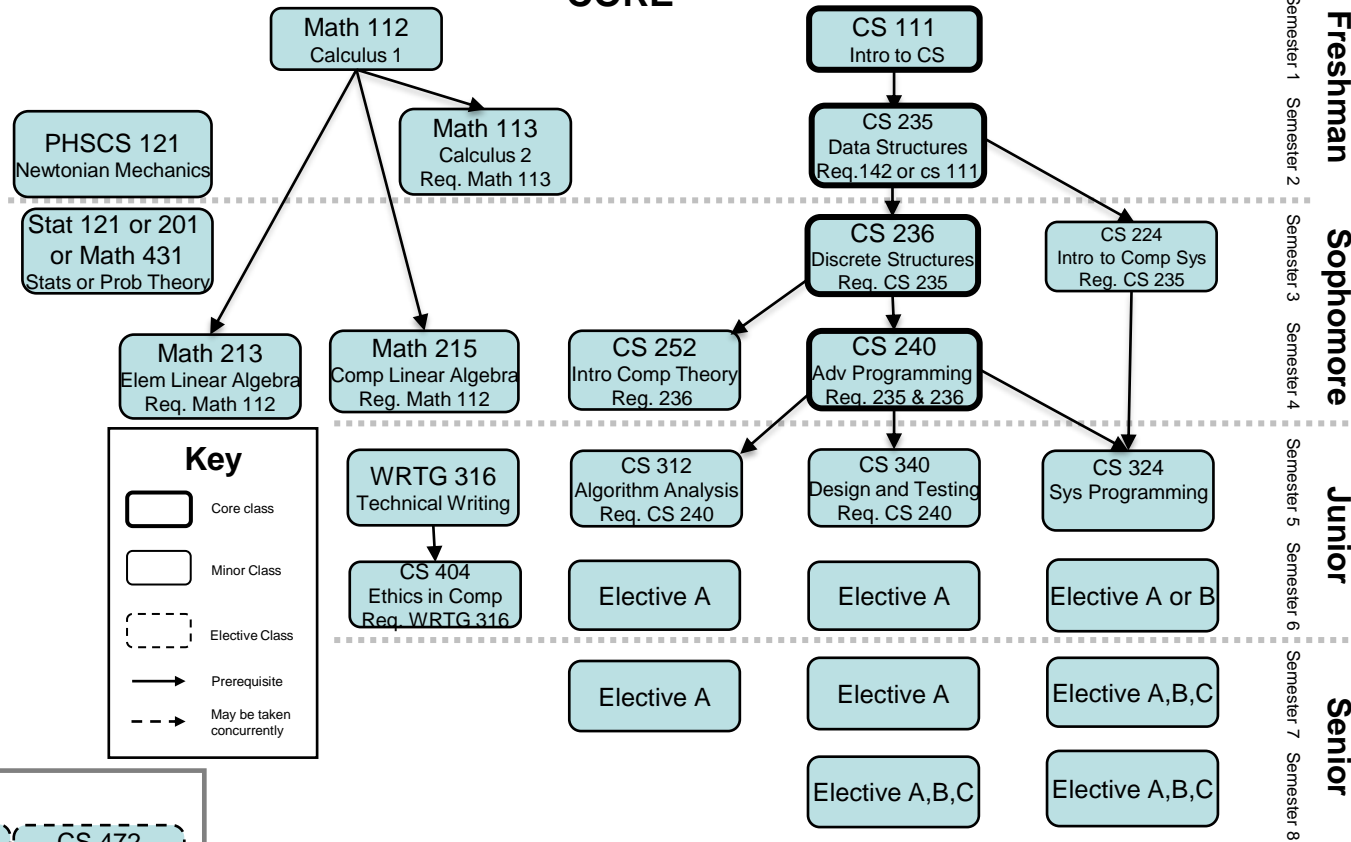 CORE
Math 112
Calculus 1
CS 111
Intro to CS
Semester 1
Freshman
PHSCS 121
Newtonian Mechanics
Math 113
Calculus 2
Req. Math 113
CS 235
Data Structures
Req.142 or cs 111
Semester 2
Stat 121 or 201
or Math 431
Stats or Prob Theory
CS 236
Discrete Structures
Req. CS 235
CS 224
Intro to Comp Sys
Reg. CS 235
Semester 3
Sophomore
Math 213
Elem Linear Algebra
Req. Math 112
Math 215
Comp Linear Algebra
Reg. Math 112
CS 252
Intro Comp Theory
Reg. 236
CS 240
Adv Programming
Req. 235 & 236
Semester 4
Key
Core class
Minor Class
Elective Class
Prerequisite
May be taken
concurrently
WRTG 316
Technical Writing
CS 312
Algorithm Analysis
Req. CS 240
CS 340
Design and Testing
Req. CS 240
CS 324
Sys Programming
Semester 5
Junior
CS 404
Ethics in Comp
Req. WRTG 316
Elective A
Elective A
Elective A or B
Semester 6
Elective A
Elective A
Elective A,B,C
Semester 7
Senior
Elective A,B,C
Elective A,B,C
Semester 8
CS 472